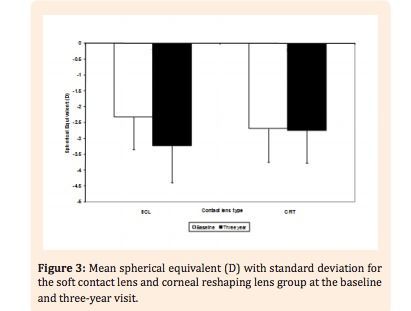 0
-0.5
-1
-1.5
-2
-2.5
-3
-3.5
-4
-4.5
-5
Spherical Equivalent (D)
SCL Contact lens type CRT
Baseline Three year
Figure 3: Mean spherical equivalent (D) with standard deviation for
the soft contact lens and corneal reshaping lens group at the baseline
and three-year visit.